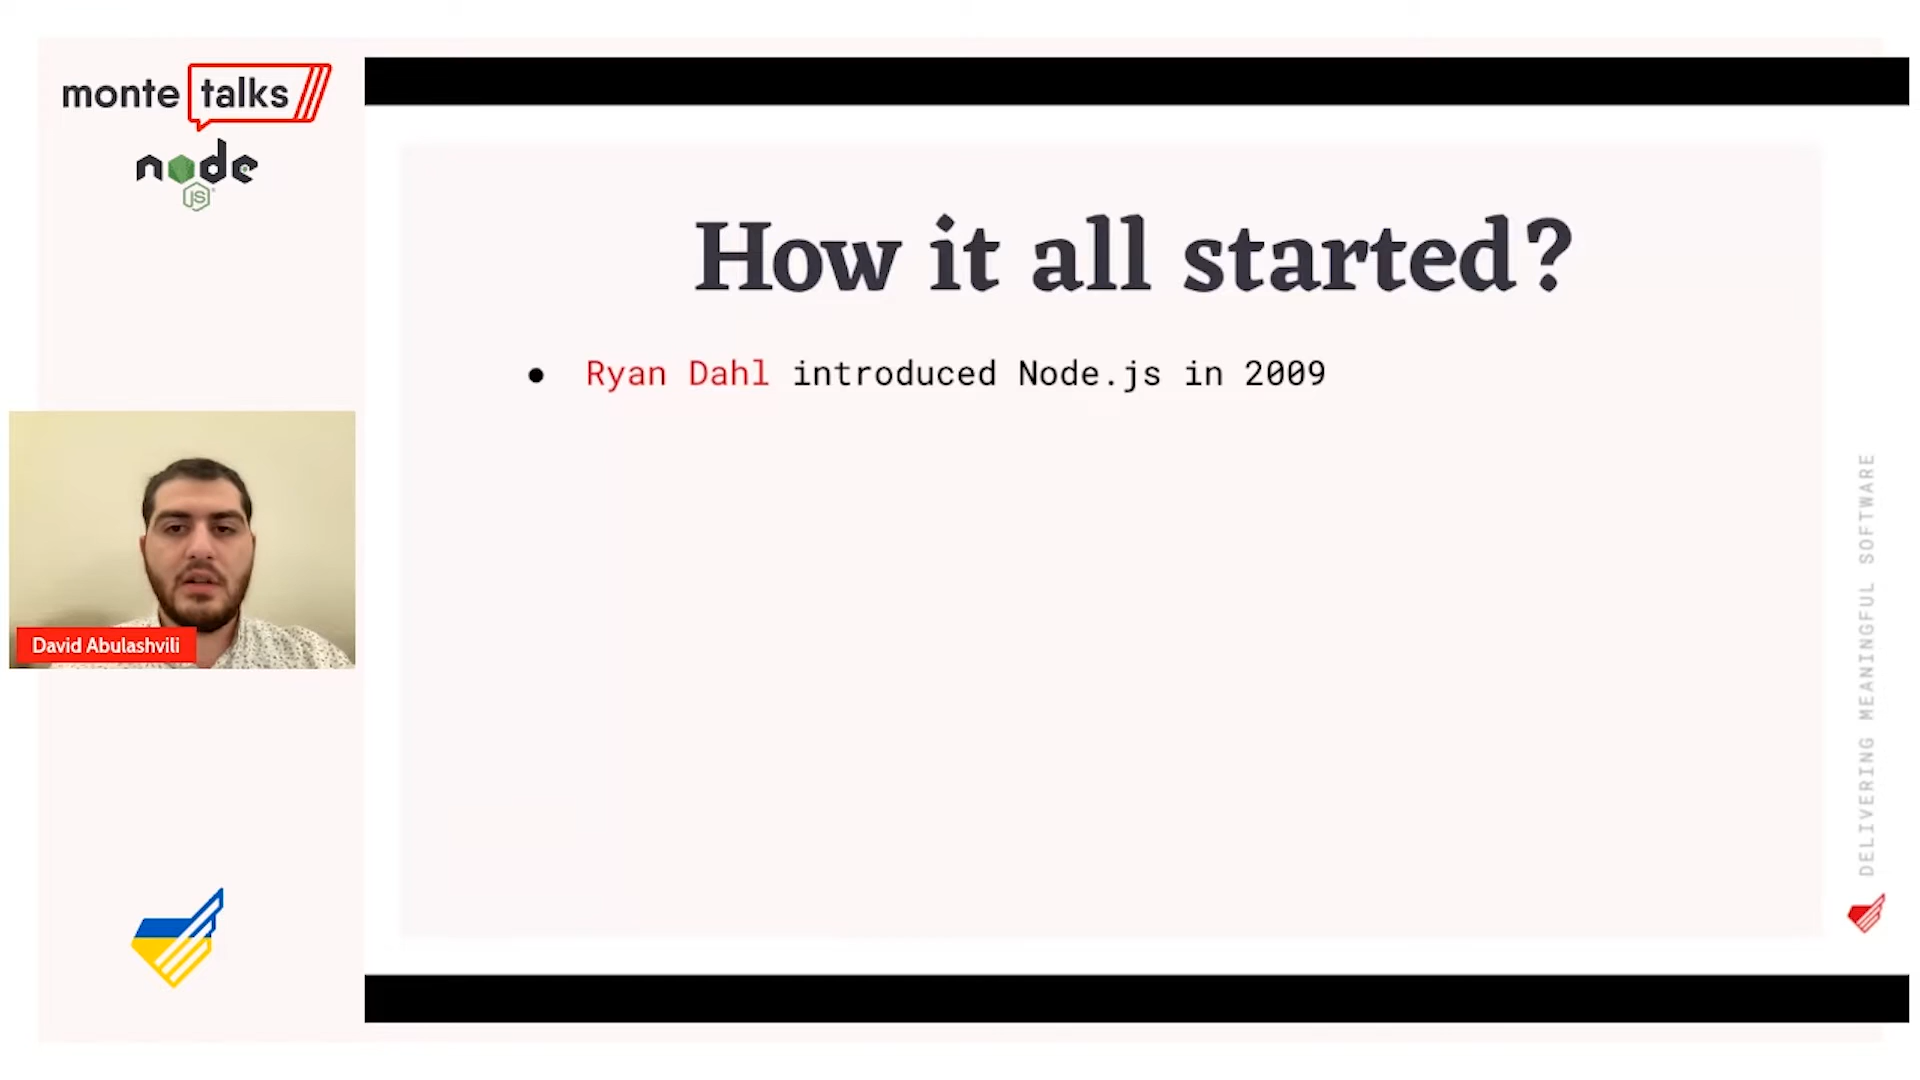 monte talks
node
JS
How it all started?
• Ryan Dahl introduced Node.js in 2009
David Abulashvili
DELIVERING MEANINGFUL SOFTWARE